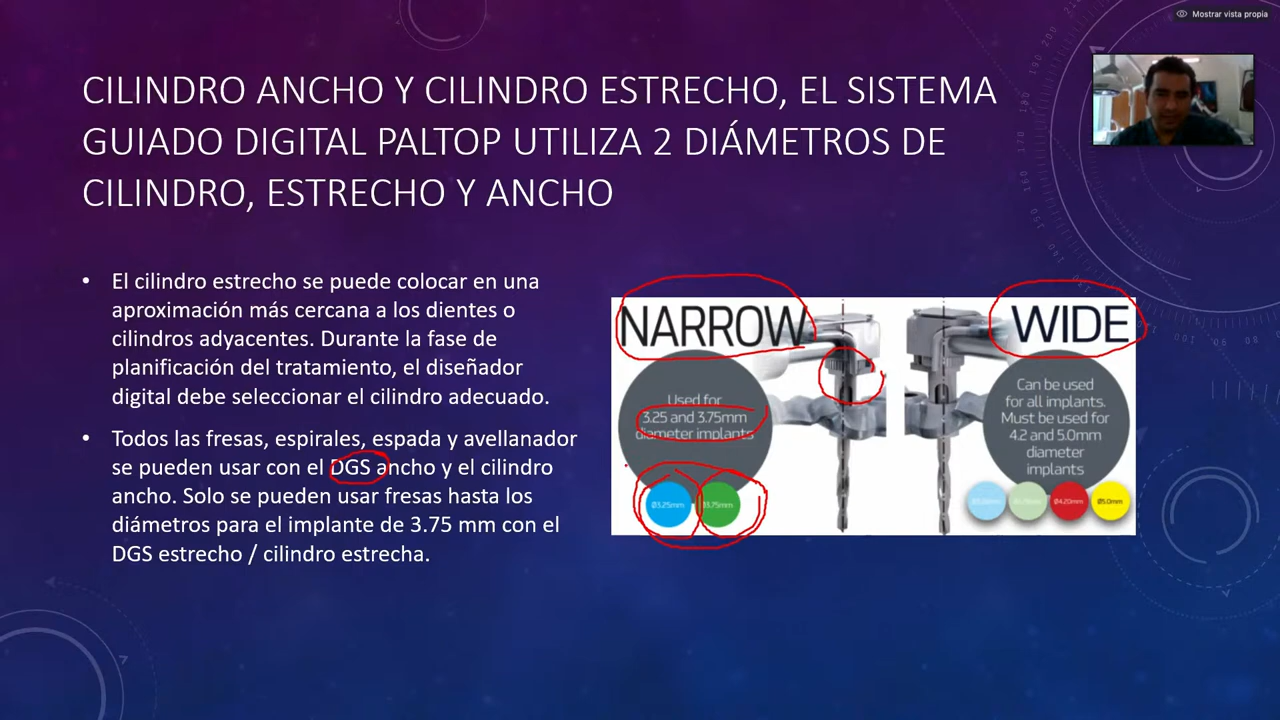 Mostrar vista propia
CILINDRO ANCHO Y CILINDRO ESTRECHO, EL SISTEMA
GUIADO DIGITAL PALTOP UTILIZA 2 DIÁMETROS DE
CILINDRO, ESTRECHO Y ANCHO
• El cilindro estrecho se puede colocar en una
aproximación más cercana a los dientes o
cilindros adyacentes. Durante la fase de
planificación del tratamiento, el diseñador
digital debe seleccionar el cilindro adecuado.
• Todos las fresas, espirales, espada y avellanador
se pueden usar con el DGS ancho y el cilindro
ancho. Solo se pueden usar fresas hasta los
diámetros para el implante de 3.75 mm con el
DGS estrecho / cilindro estrecha.
NARROW
Used for
3.25 and 3.75mm
diameter implants
Ø3.25mm
Ø3.75mm
WIDE
Can be used
for all implants.
Must be used for
4.2 and 5.0mm
diameter
implants
Ø4.20mm
Ø5.0mm